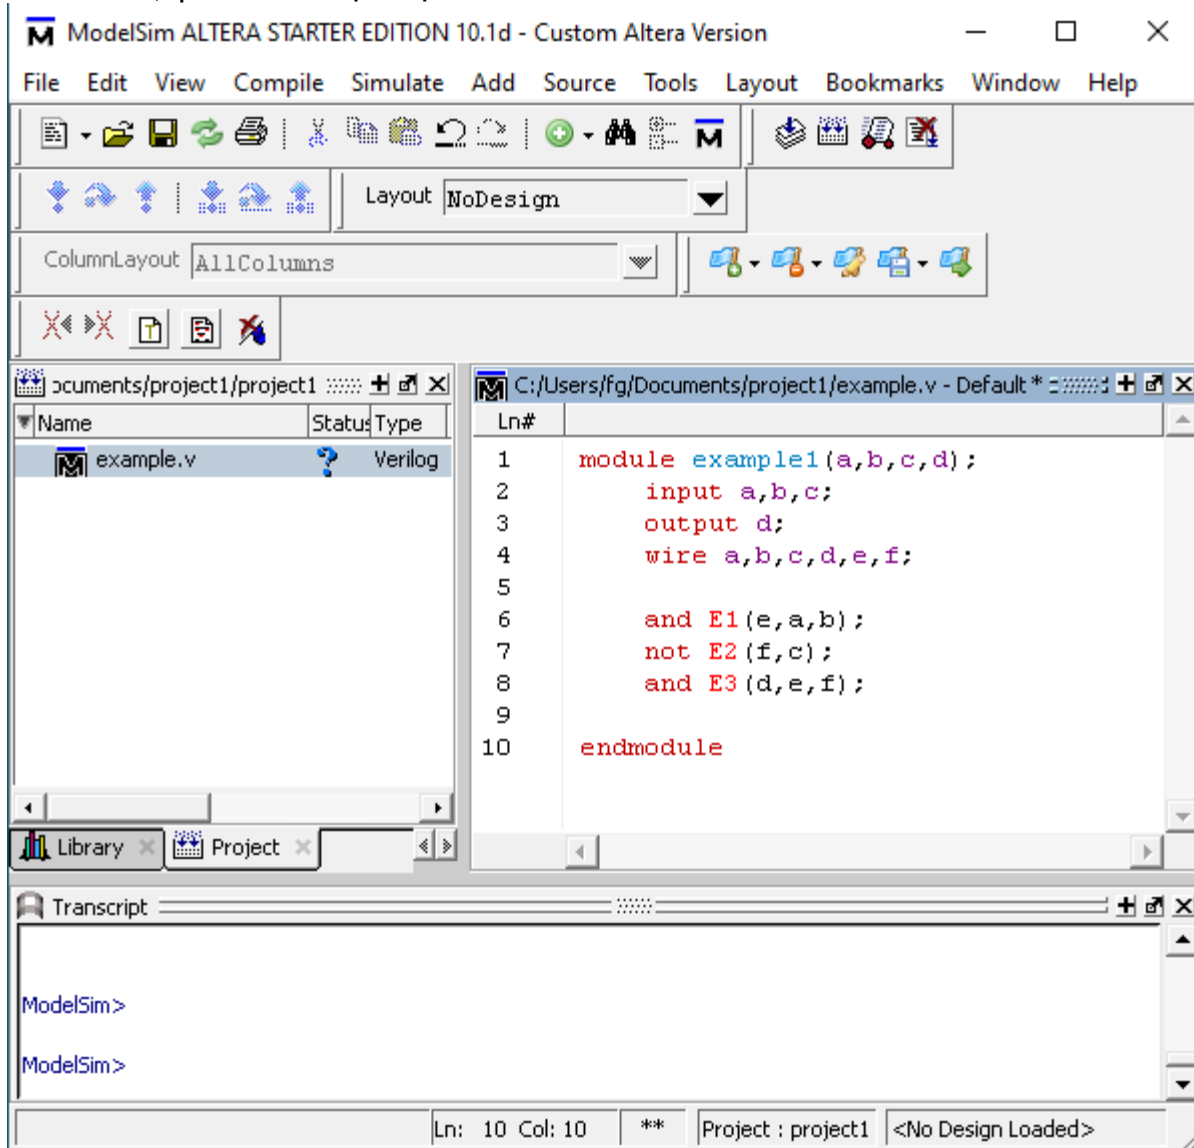 ModelSim ALTERA STARTER EDITION 10.1d - Custom Altera Version
File Edit View Compile Simulate Add Source Tools Layout Bookmarks Window Help
Layout NoDesign
ColumnLayout AllColumns
ocuments/project1/project1
C:/Users/fg/Documents/project1/example.v - Default *
Name Status Type
example.v ? Verilog
Ln#
1 module example1(a,b,c,d);
2 input a,b,c;
3 output d;
4 wire a,b,c,d,e,f;
5
6 and E1(e,a,b);
7 not E2(f,c);
8 and E3(d,e,f);
9
10 endmodule
Library Project
Transcript
ModelSim>
ModelSim>
Ln: 10 Col: 10 ** Project : project1 <No Design Loaded>